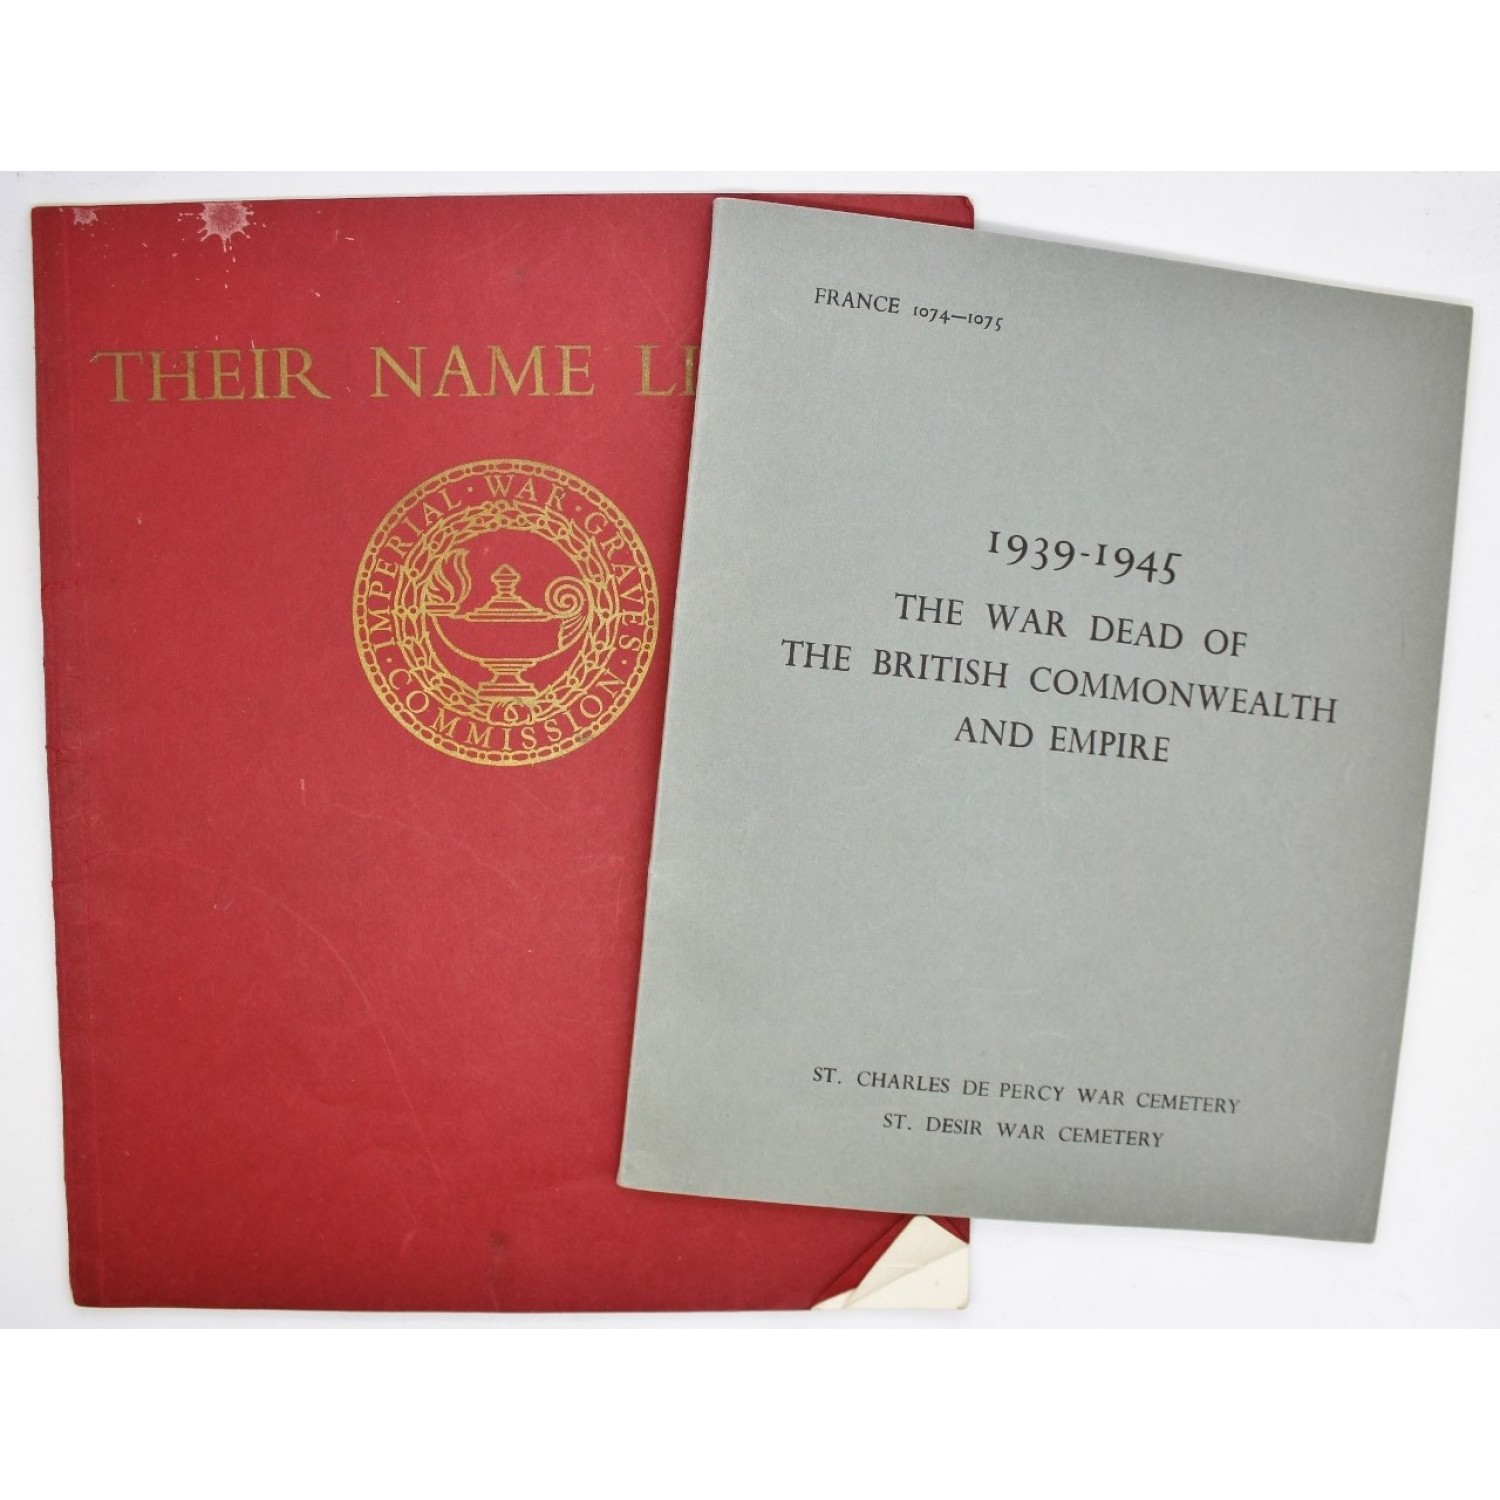 THEIR NAME
IMPERIAL · WAR · GRAVES · COMMISSION ·
FRANCE 1074—1075
1939-1945
THE WAR DEAD OF
THE BRITISH COMMONWEALTH
AND EMPIRE
ST. CHARLES DE PERCY WAR CEMETERY
ST. DESIR WAR CEMETERY